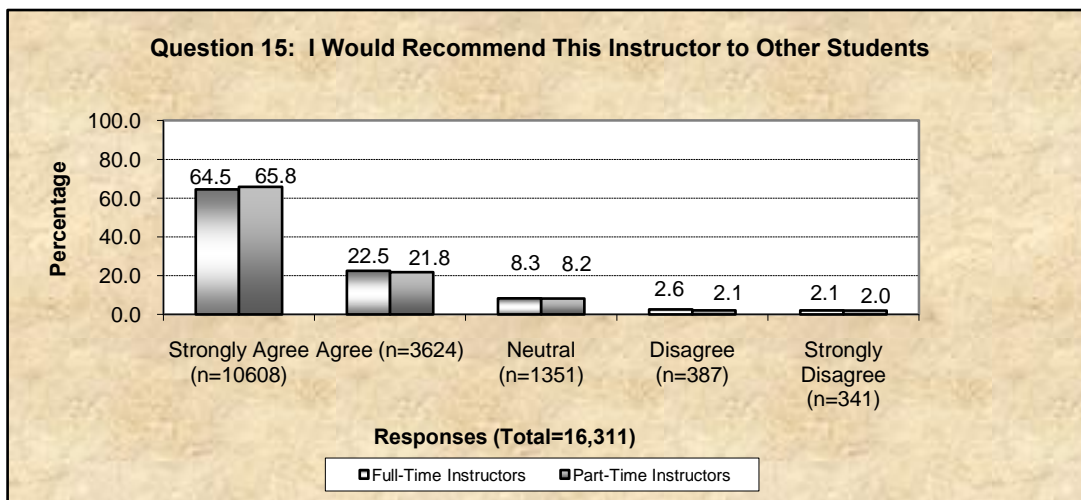 Question 15: I Would Recommend This Instructor to Other Students
Percentage
100.0
80.0
60.0
40.0
20.0
0.0
64.5 65.8
22.5 21.8
8.3 8.2
2.6 2.1
2.1 2.0
Strongly Agree
(n=10608)
Agree (n=3624)
Neutral
(n=1351)
Disagree
(n=387)
Strongly
Disagree
(n=341)
Responses (Total=16,311)
Full-Time Instructors Part-Time Instructors